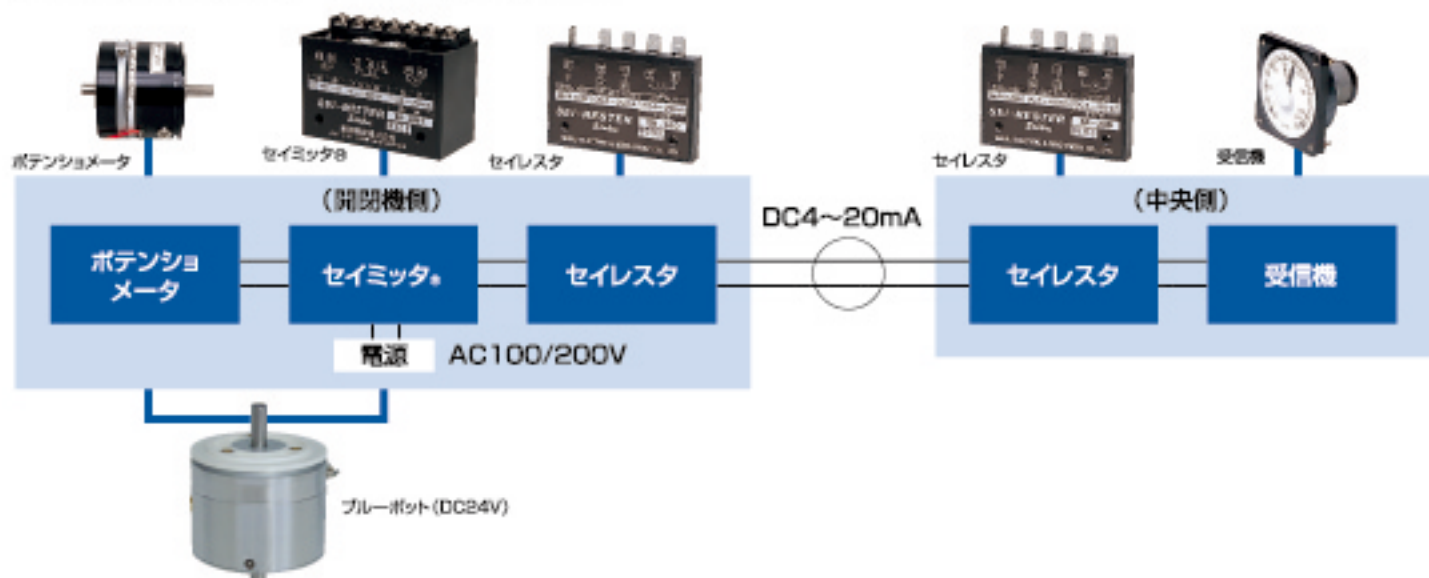 ポテンショメータ
セイミッタ®
セイレスタ
セイレスタ
受信機
(開閉機側)
DC4〜20mA
(中央側)
ポテンショ
メータ
セイミッタ®
セイレスタ
セイレスタ
受信機
電源 AC100/200V
ブルーポット(DC24V)